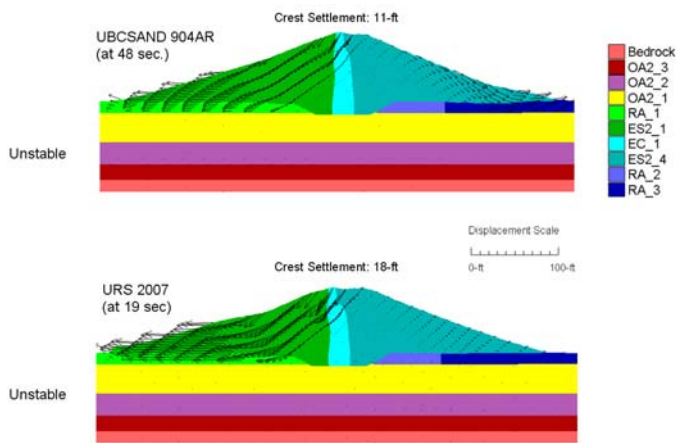 Crest Settlement: 11-ft
UBCSAND 904AR
(at 48 sec.)
Unstable
Bedrock
OA2_3
OA2_2
OA2_1
RA_1
ES2_1
EC_1
ES2_4
RA_2
RA_3
Displacement Scale
0-ft 100-ft
Crest Settlement: 18-ft
URS 2007
(at 19 sec)
Unstable